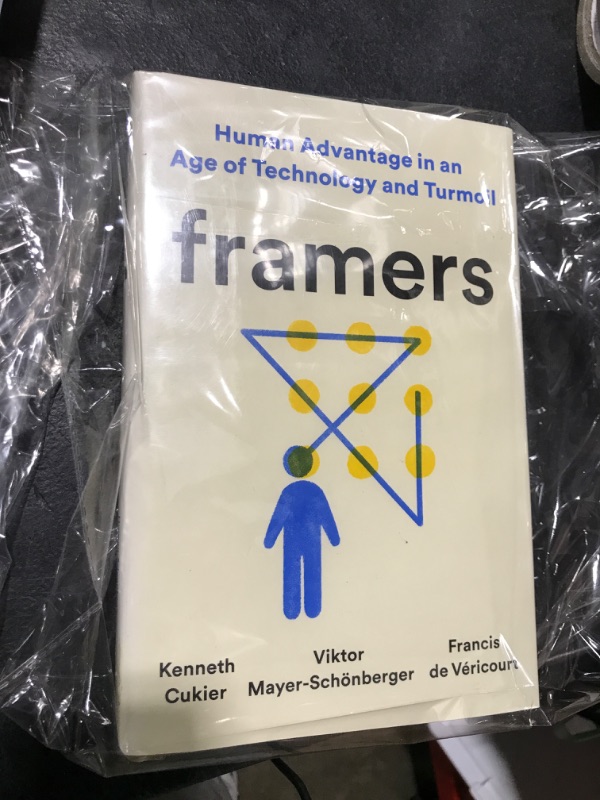 Human Advantage in an
Age of Technology and Turmoil
framers
Kenneth
Cukier
Viktor
Mayer-Schönberger
Francis
de Véricourt